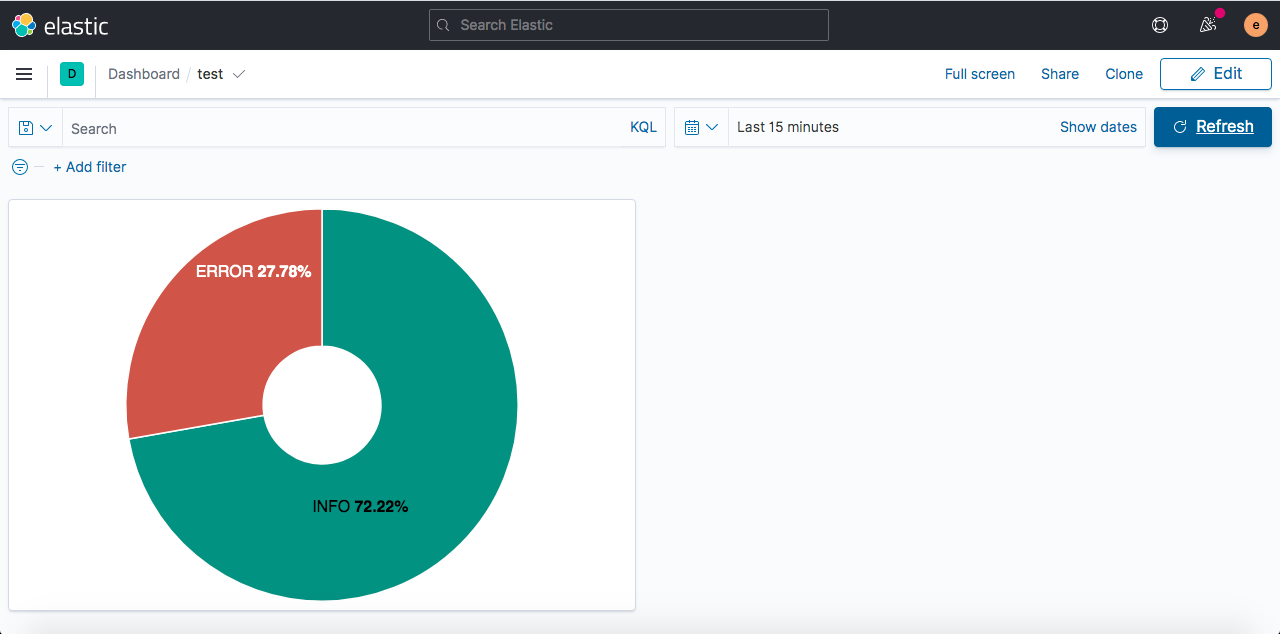 elastic
Search Elastic
e
D
Dashboard / test
Full screen
Share
Clone
Edit
Search
KQL
Last 15 minutes
Show dates
Refresh
+ Add filter
ERROR 27.78%
INFO 72.22%